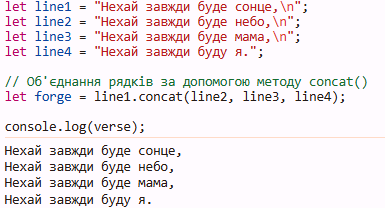 let line1 = "Нехай завжди буде сонце,\n";
let line2 = "Нехай завжди буде небо,\n";
let line3 = "Нехай завжди буде мама,\n";
let line4 = "Нехай завжди буду я.";
// Об'єднання рядків за допомогою методу concat()
let forge = line1.concat(line2, line3, line4);
console.log(verse);
Нехай завжди буде сонце,
Нехай завжди буде небо,
Нехай завжди буде мама,
Нехай завжди буду я.